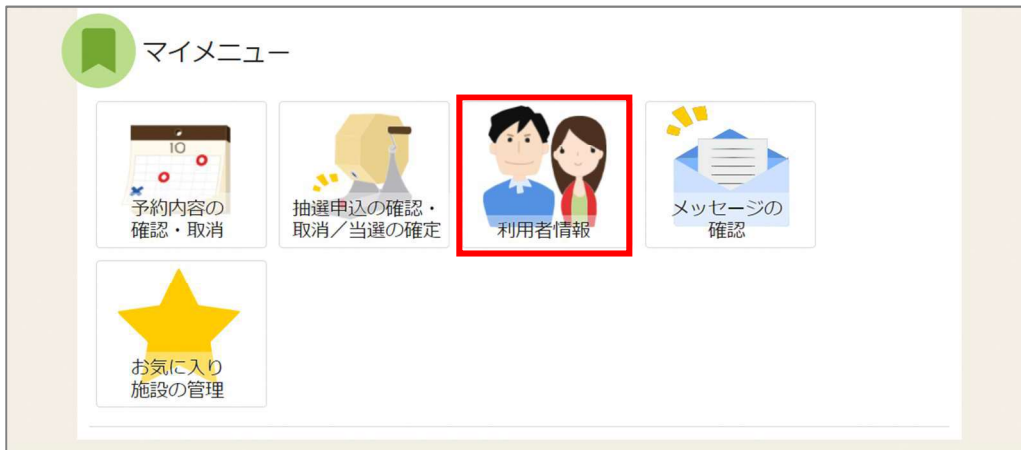 マイメニュー
10
予約内容の
確認・取消
抽選申込の確認・
取消／当選の確定
利用者情報
メッセージの
確認
お気に入り
施設の管理